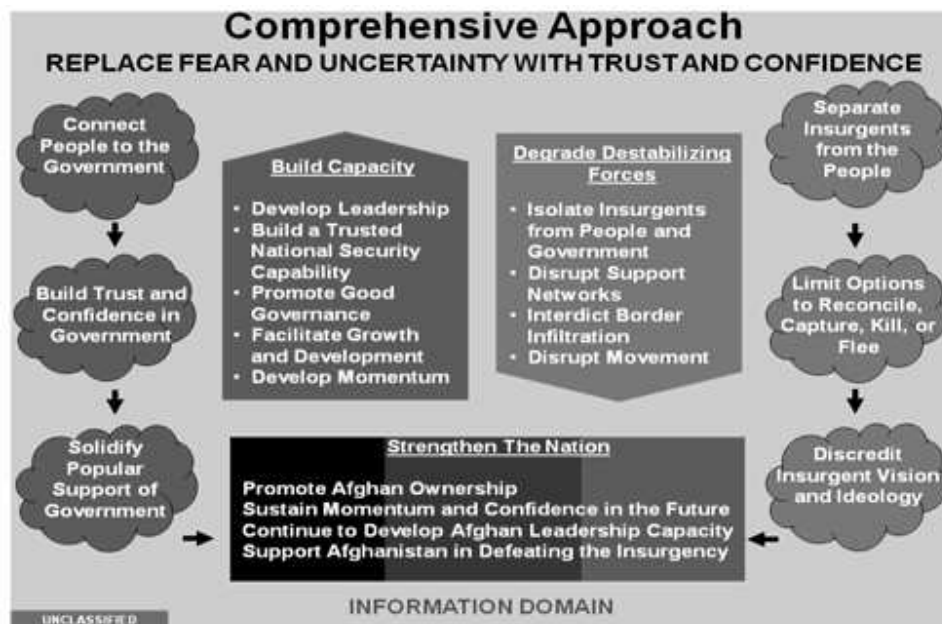 Comprehensive Approach
REPLACE FEAR AND UNCERTAINTY WITH TRUST AND CONFIDENCE
Connect
People to the
Government
Build Trust and
Confidence in
Government
Solidify
Popular
Support of
Government
Build Capacity
• Develop Leadership
• Build a Trusted
National Security
Capability
• Promote Good
Governance
• Facilitate Growth
and Development
• Develop Momentum
Degrade Destabilizing
Forces
• Isolate Insurgents
from People and
Government
• Disrupt Support
Networks
• Interdict Border
Infiltration
• Disrupt Movement
Separate
Insurgents
from the
People
Limit Options
to Reconcile,
Capture, Kill, or
Flee
Discredit
Insurgent Vision
and Ideology
Strengthen The Nation
Promote Afghan Ownership
Sustain Momentum and Confidence in the Future
Continue to Develop Afghan Leadership Capacity
Support Afghanistan in Defeating the Insurgency
INFORMATION DOMAIN
UNCLASSIFIED